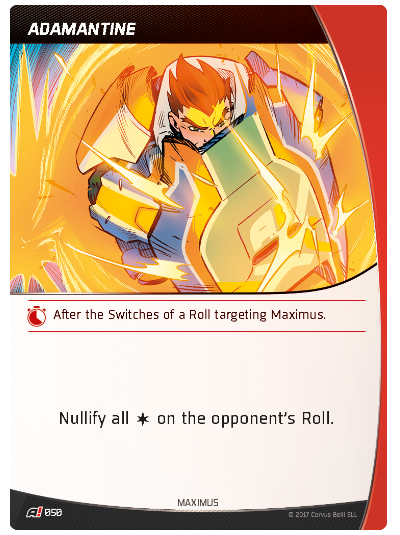 ADAMANTINE
After the Switches of a Roll targeting Maximus.
Nullify all ✶ on the opponent's Roll.
MAXIMUS
A! 050
© 2017 Corvus Belli SLL